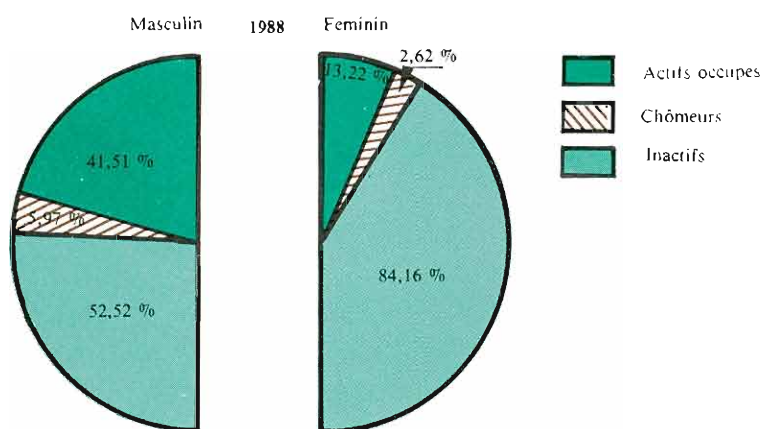 Masculin 1988 Feminin
2,62 %
13,22 %
Actifs occupes
Chômeurs
41,51 %
Inactifs
5,97 %
84,16 %
52,52 %